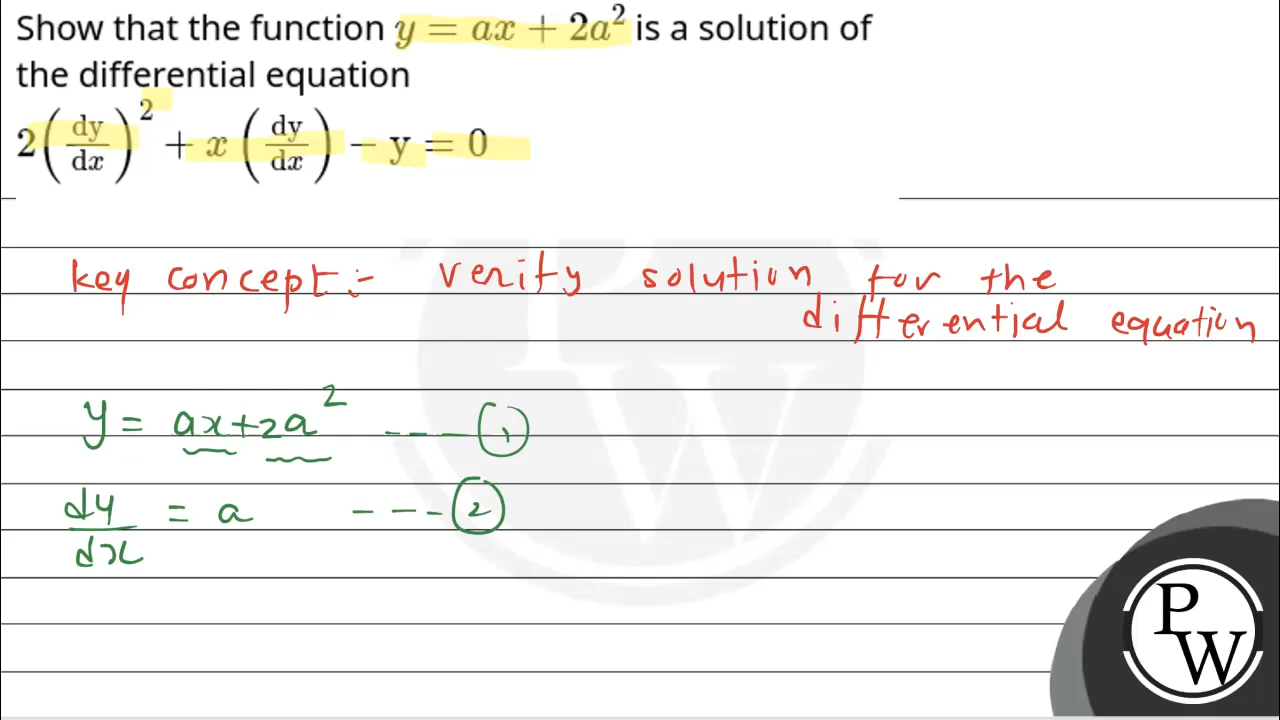 Show that the function y = ax + 2a² is a solution of
the differential equation
2(dy/dx)² + x(dy/dx) − y = 0
key concept :- verify solution for the
differential equation
y = ax+2a² ---- ①
dy/dx = a ---- ②
P
W